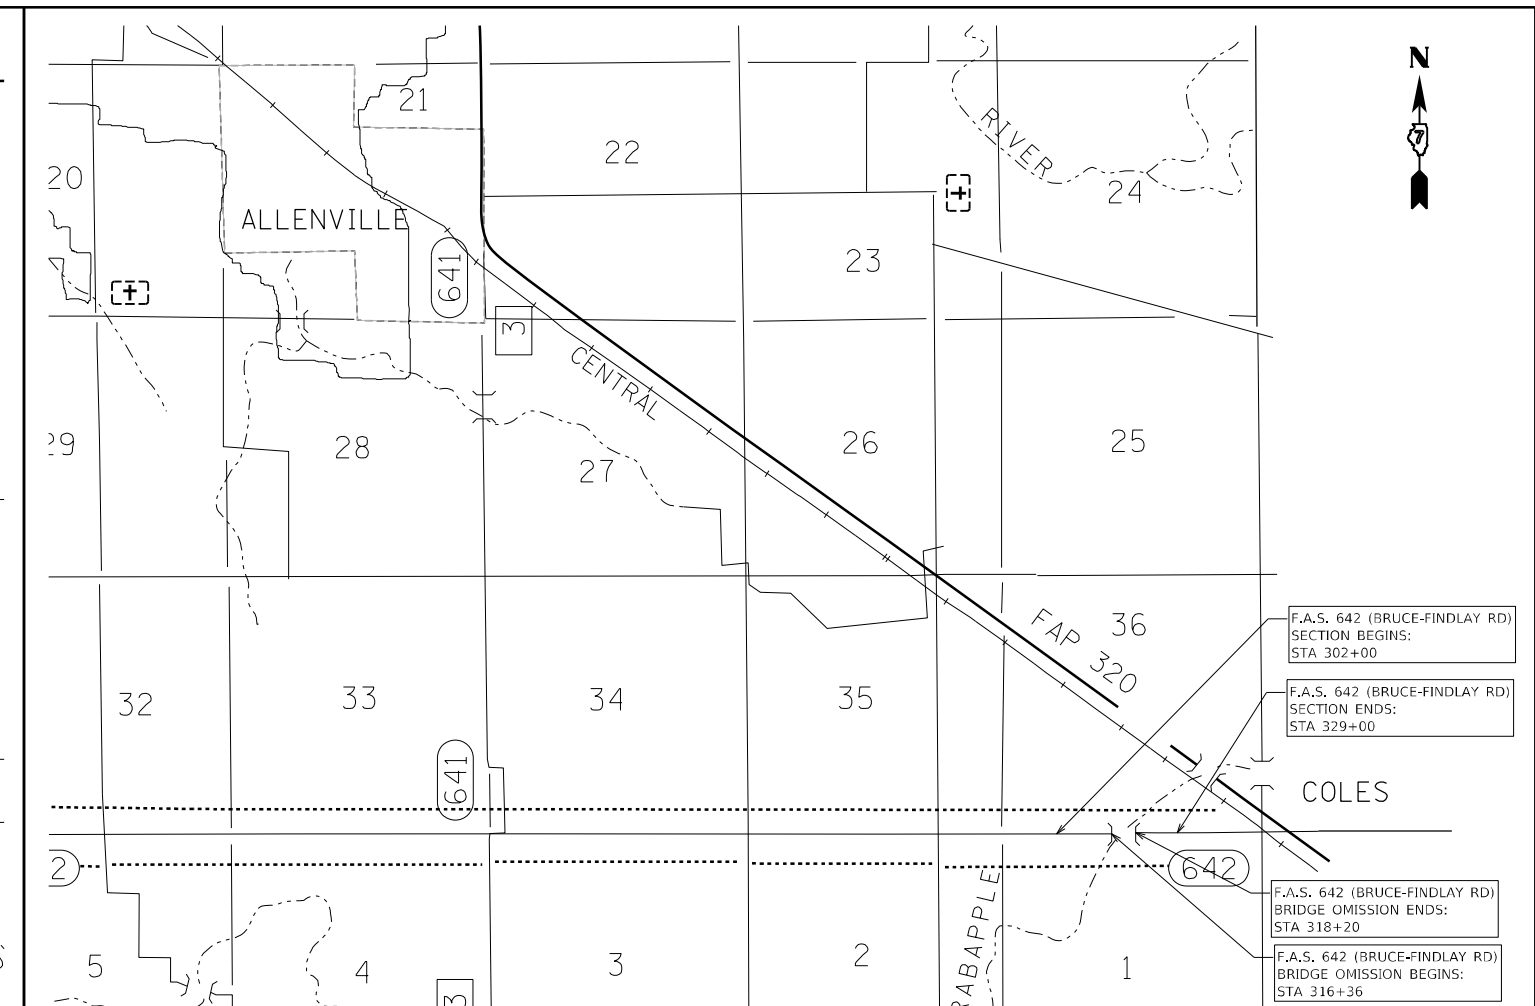 N
7
21
22
RIVER
24
20
ALLENVILLE
641
23
3
CENTRAL
29
28
27
26
25
FAP 320
36
F.A.S. 642 (BRUCE-FINDLAY RD)
SECTION BEGINS:
STA 302+00
32
33
34
35
F.A.S. 642 (BRUCE-FINDLAY RD)
SECTION ENDS:
STA 329+00
641
COLES
2
642
F.A.S. 642 (BRUCE-FINDLAY RD)
BRIDGE OMISSION ENDS:
STA 318+20
RABAPPLE
5
4
3
2
1
3
F.A.S. 642 (BRUCE-FINDLAY RD)
BRIDGE OMISSION BEGINS:
STA 316+36